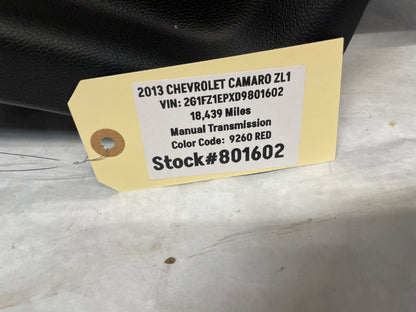 2013 CHEVROLET CAMARO ZL1
VIN: 2G1FZ1EPXD9801602
18,439 Miles
Manual Transmission
Color Code: 9260 RED
Stock#801602